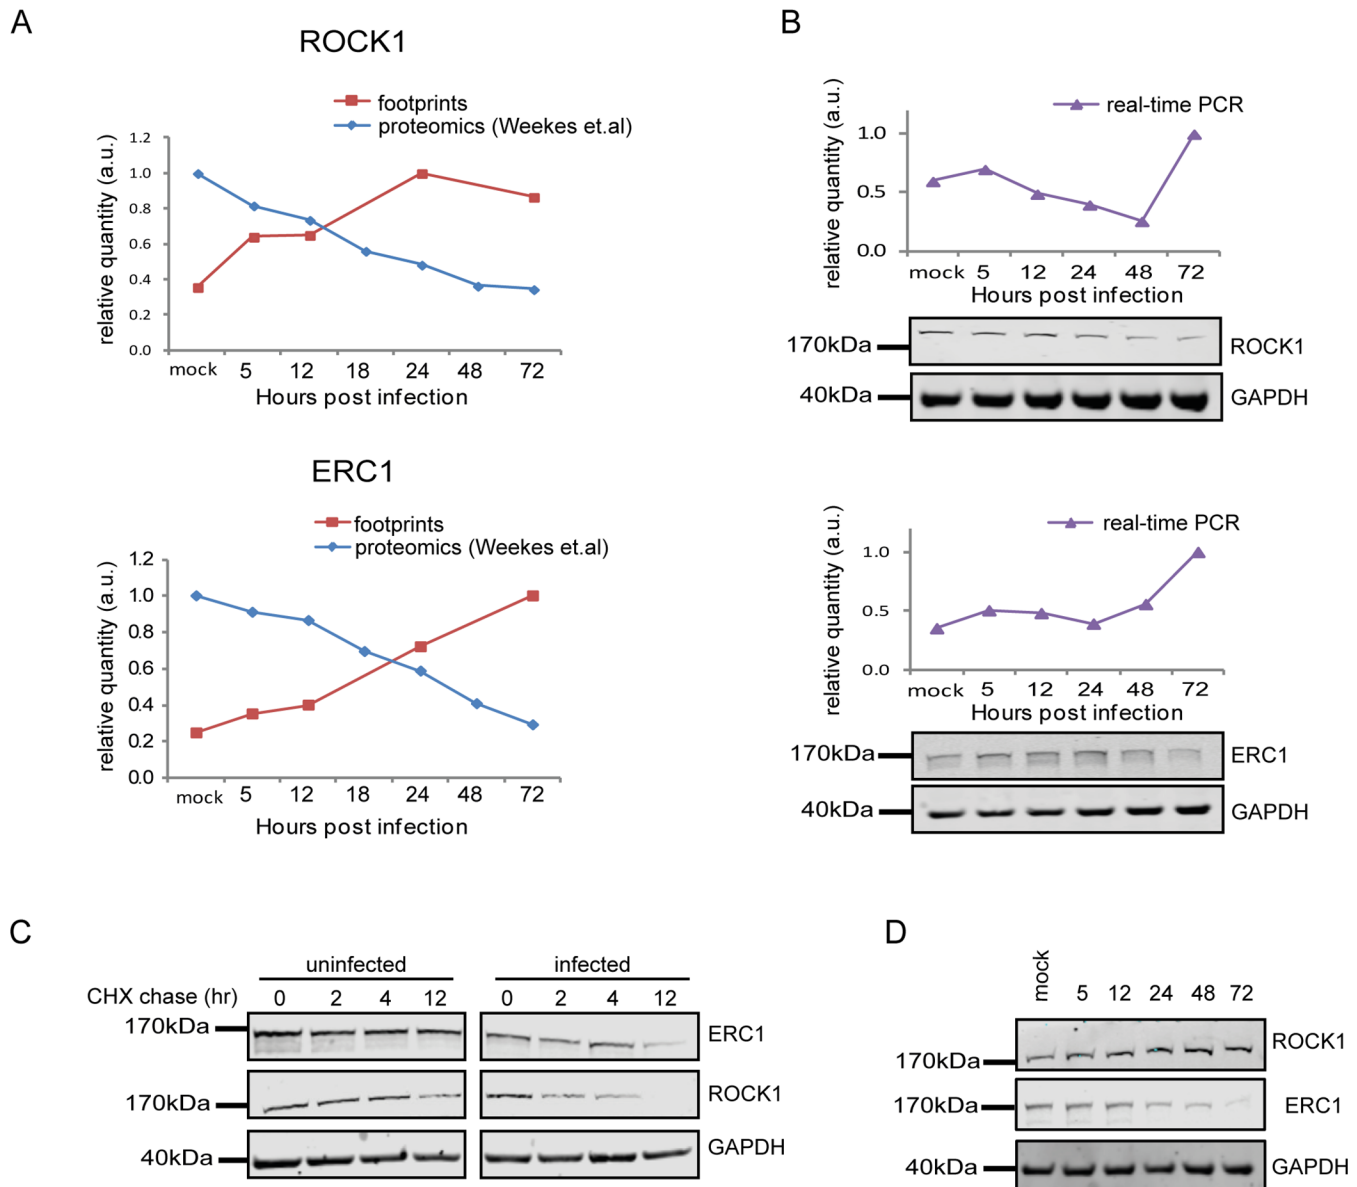 A
ROCK1
footprints
proteomics (Weekes et.al)
relative quantity (a.u.)
1.2
1.0
0.8
0.6
0.4
0.2
0.0
mock 5 12 18 24 48 72
Hours post infection
ERC1
footprints
proteomics (Weekes et.al)
relative quantity (a.u.)
1.2
1.0
0.8
0.6
0.4
0.2
0.0
mock 5 12 18 24 48 72
Hours post infection
B
real-time PCR
relative quantity (a.u.)
1.0
0.5
0.0
mock 5 12 24 48 72
Hours post infection
170kDa ROCK1
40kDa GAPDH
real-time PCR
relative quantity (a.u.)
1.0
0.5
0.0
mock 5 12 24 48 72
Hours post infection
170kDa ERC1
40kDa GAPDH
C
uninfected infected
CHX chase (hr) 0 2 4 12 0 2 4 12
170kDa ERC1
170kDa ROCK1
40kDa GAPDH
D
mock 5 12 24 48 72
170kDa ROCK1
170kDa ERC1
40kDa GAPDH